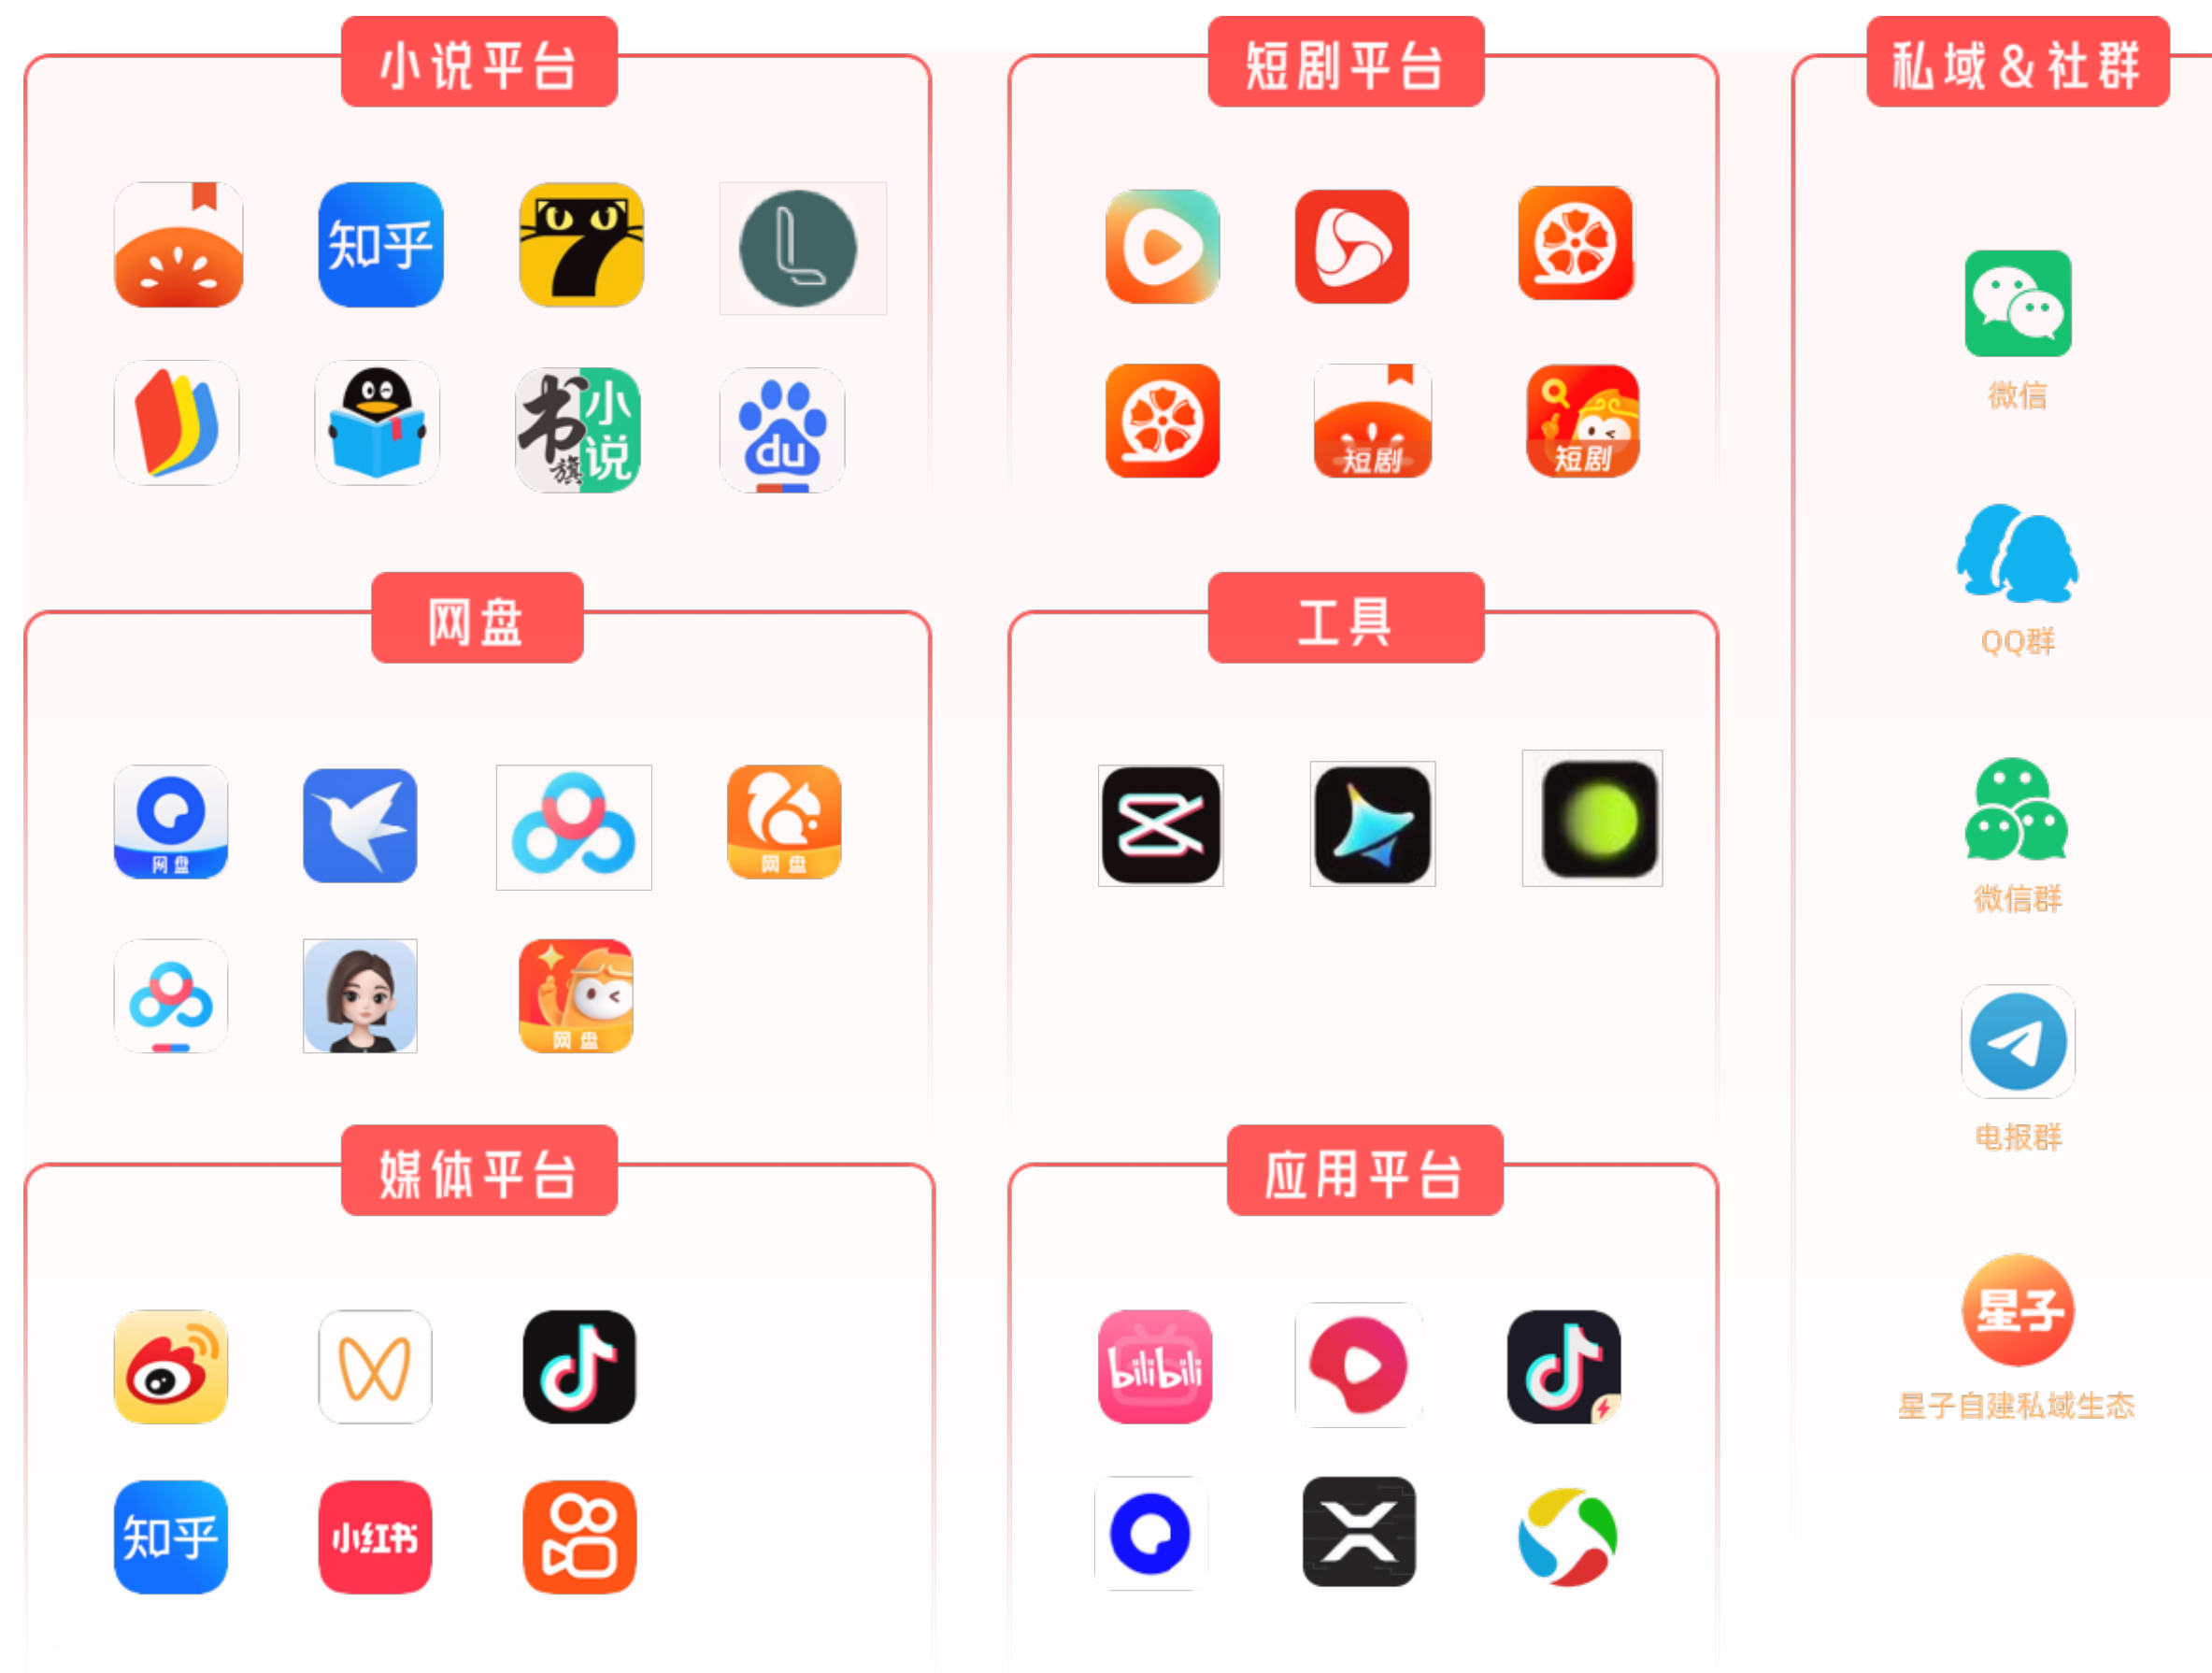 小说平台
短剧平台
私域&社群
知乎
7
L
书旗
小说
du
短剧
短剧
微信
QQ群
网盘
工具
网盘
网盘
微信群
网盘
电报群
媒体平台
应用平台
bilibili
星子
星子自建私域生态
知乎
小红书